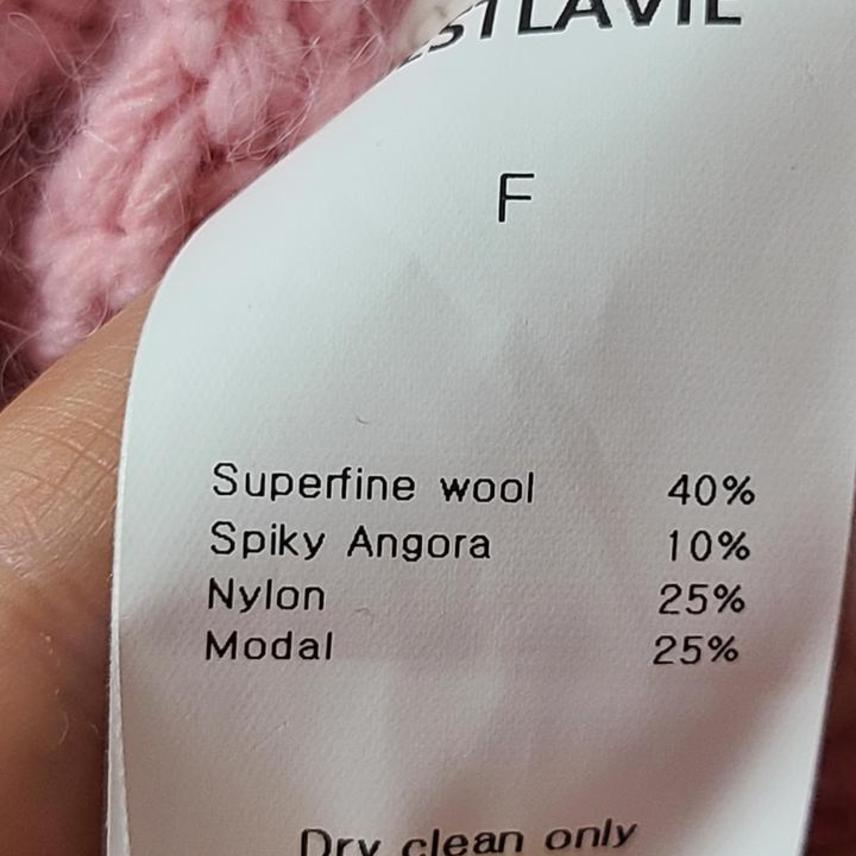 F
Superfine wool 40%
Spiky Angora 10%
Nylon 25%
Modal 25%
Dry clean only